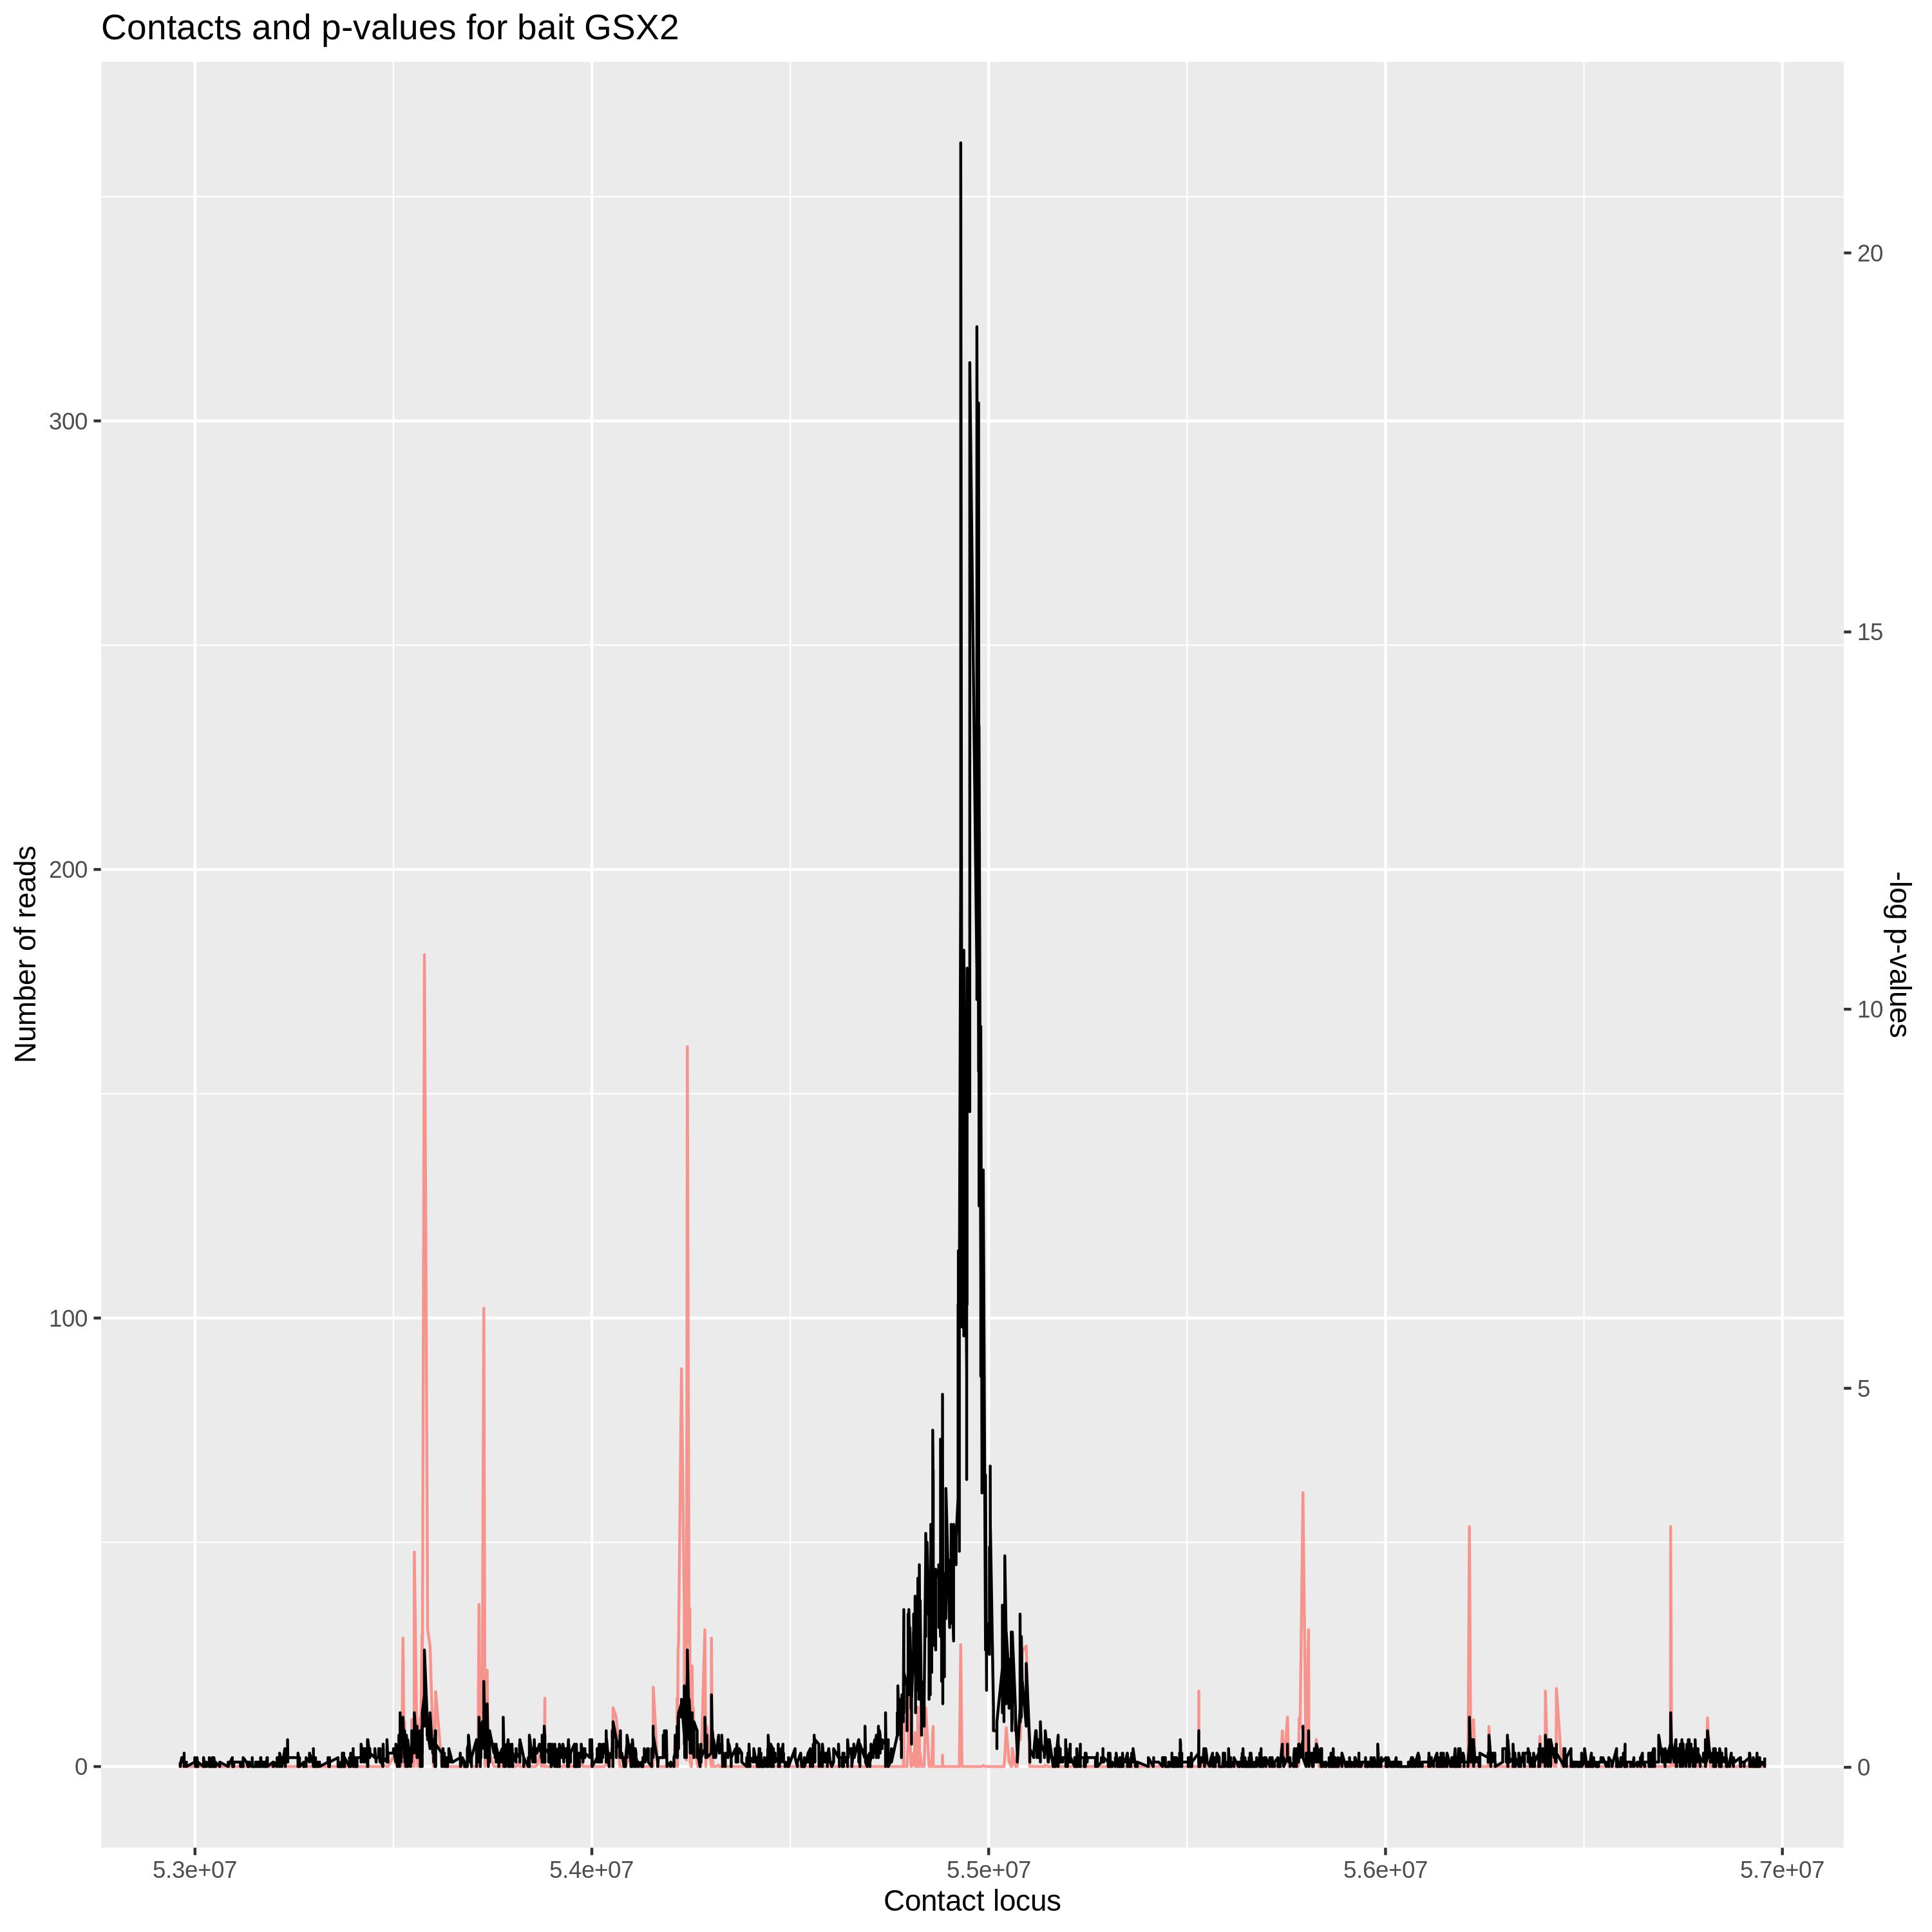 Contacts and p-values for bait GSX2
Number of reads
300
200
100
0
20
15
10
5
0
-log p-values
5.3e+07 5.4e+07 5.5e+07 5.6e+07 5.7e+07
Contact locus